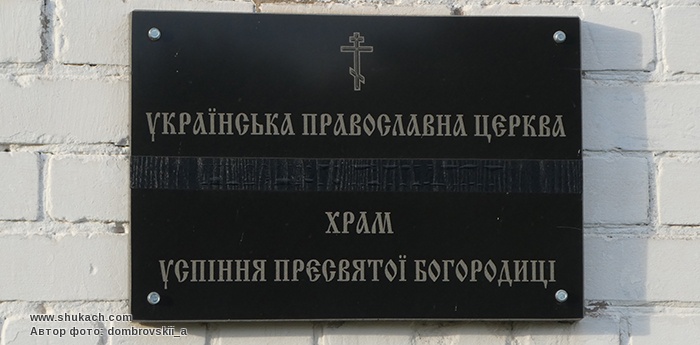 УКРАЇНСЬКА ПРАВОСЛАВНА ЦЕРКВА
ХРАМ
УСПІННЯ ПРЕСВЯТОЇ БОГОРОДИЦІ
www.shukach.com
Автор фото: dombrovskii_a